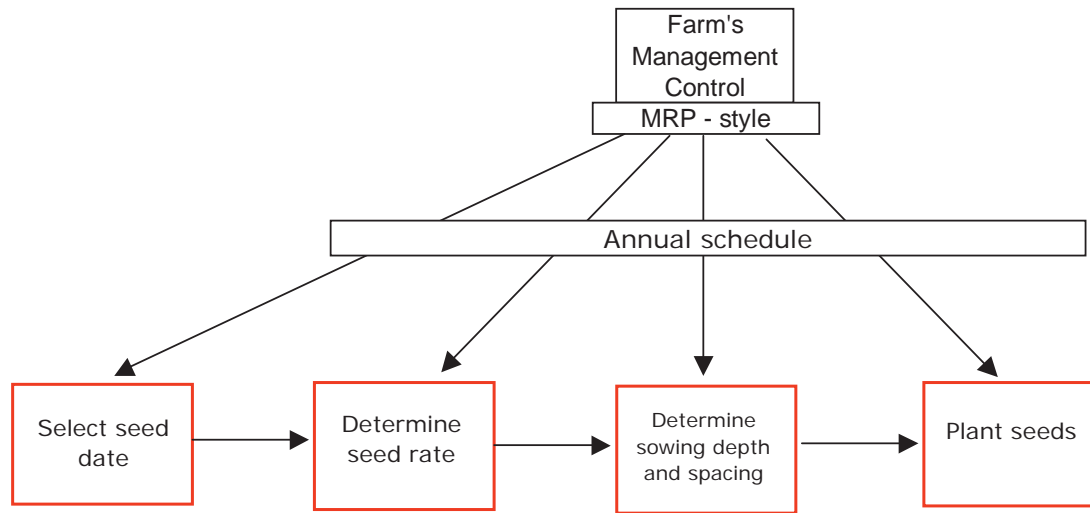 Farm's
Management
Control
MRP - style
Annual schedule
Select seed
date
Determine
seed rate
Determine
sowing depth
and spacing
Plant seeds